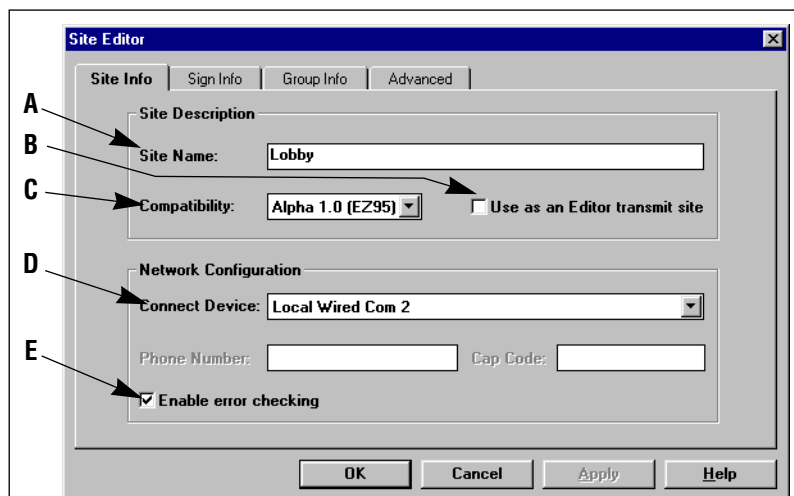 Site Editor
Site Info Sign Info Group Info Advanced
A
Site Description
B
Site Name: Lobby
C
Compatibility: Alpha 1.0 (EZ95) Use as an Editor transmit site
D
Network Configuration
Connect Device: Local Wired Com 2
E
Phone Number: Cap Code:
Enable error checking
OK Cancel Apply Help